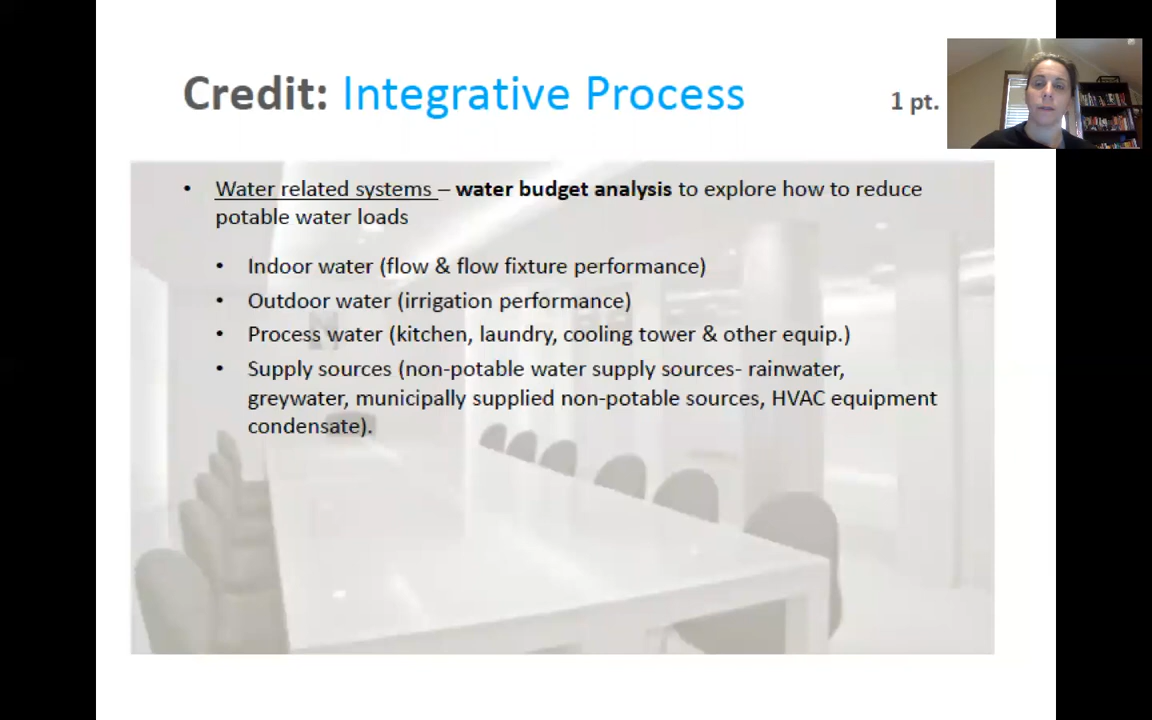 Credit: Integrative Process
1 pt.
• Water related systems – water budget analysis to explore how to reduce
potable water loads
• Indoor water (flow & flow fixture performance)
• Outdoor water (irrigation performance)
• Process water (kitchen, laundry, cooling tower & other equip.)
• Supply sources (non-potable water supply sources- rainwater,
greywater, municipally supplied non-potable sources, HVAC equipment
condensate).